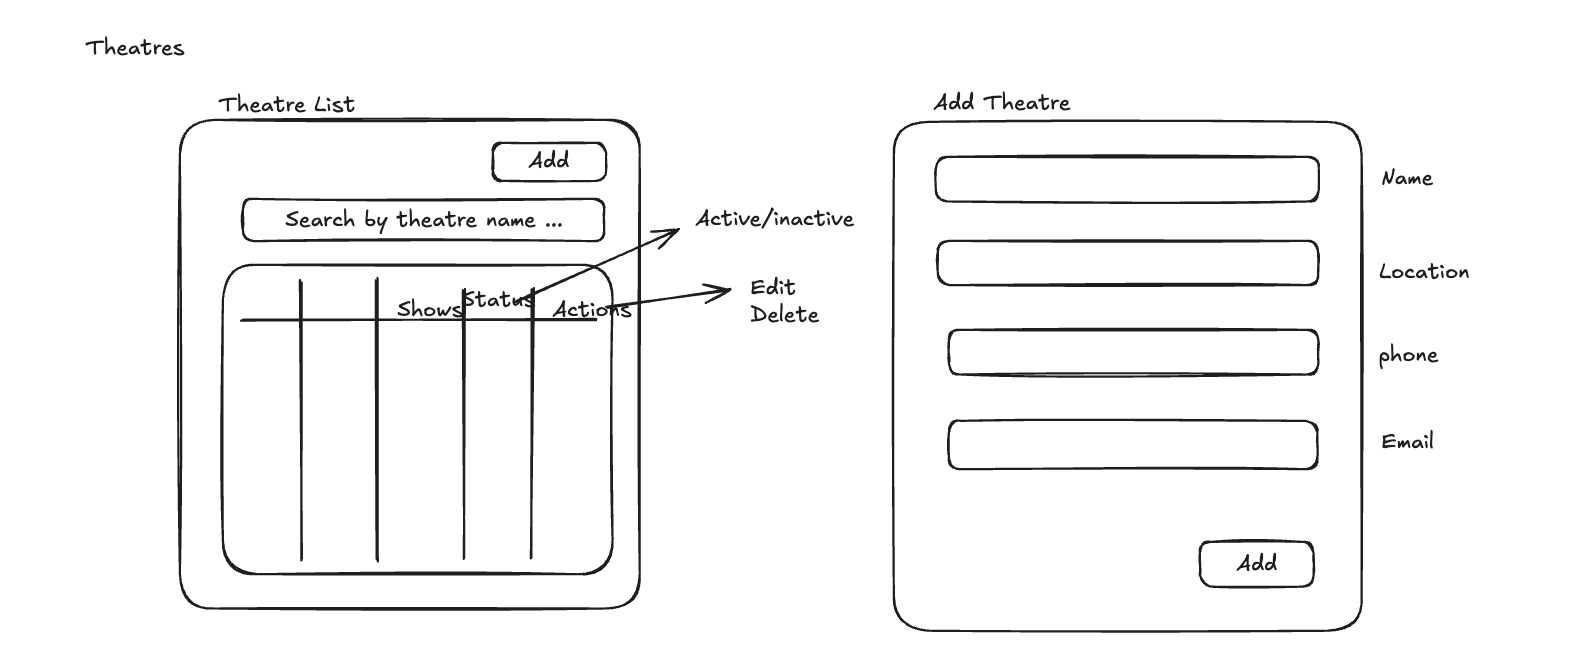 Theatres
Theatre List
Add
Search by theatre name ...
Shows
Status
Actions
Active/inactive
Edit
Delete
Add Theatre
Name
Location
phone
Email
Add